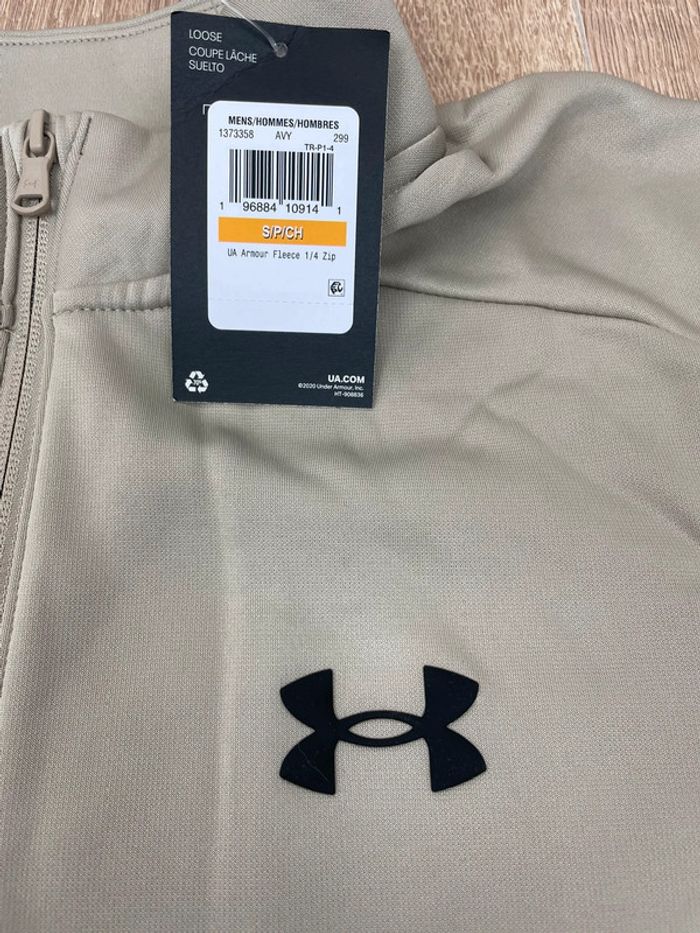 LOOSE
COUPE LÂCHE
SUELTO
MENS/HOMMES/HOMBRES
1373358 AVY 299
TR-P1-4
1 96884 10914 1
S/P/CH
UA Armour Fleece 1/4 Zip
UA.COM
©2020 Under Armour, Inc.
HT-908836